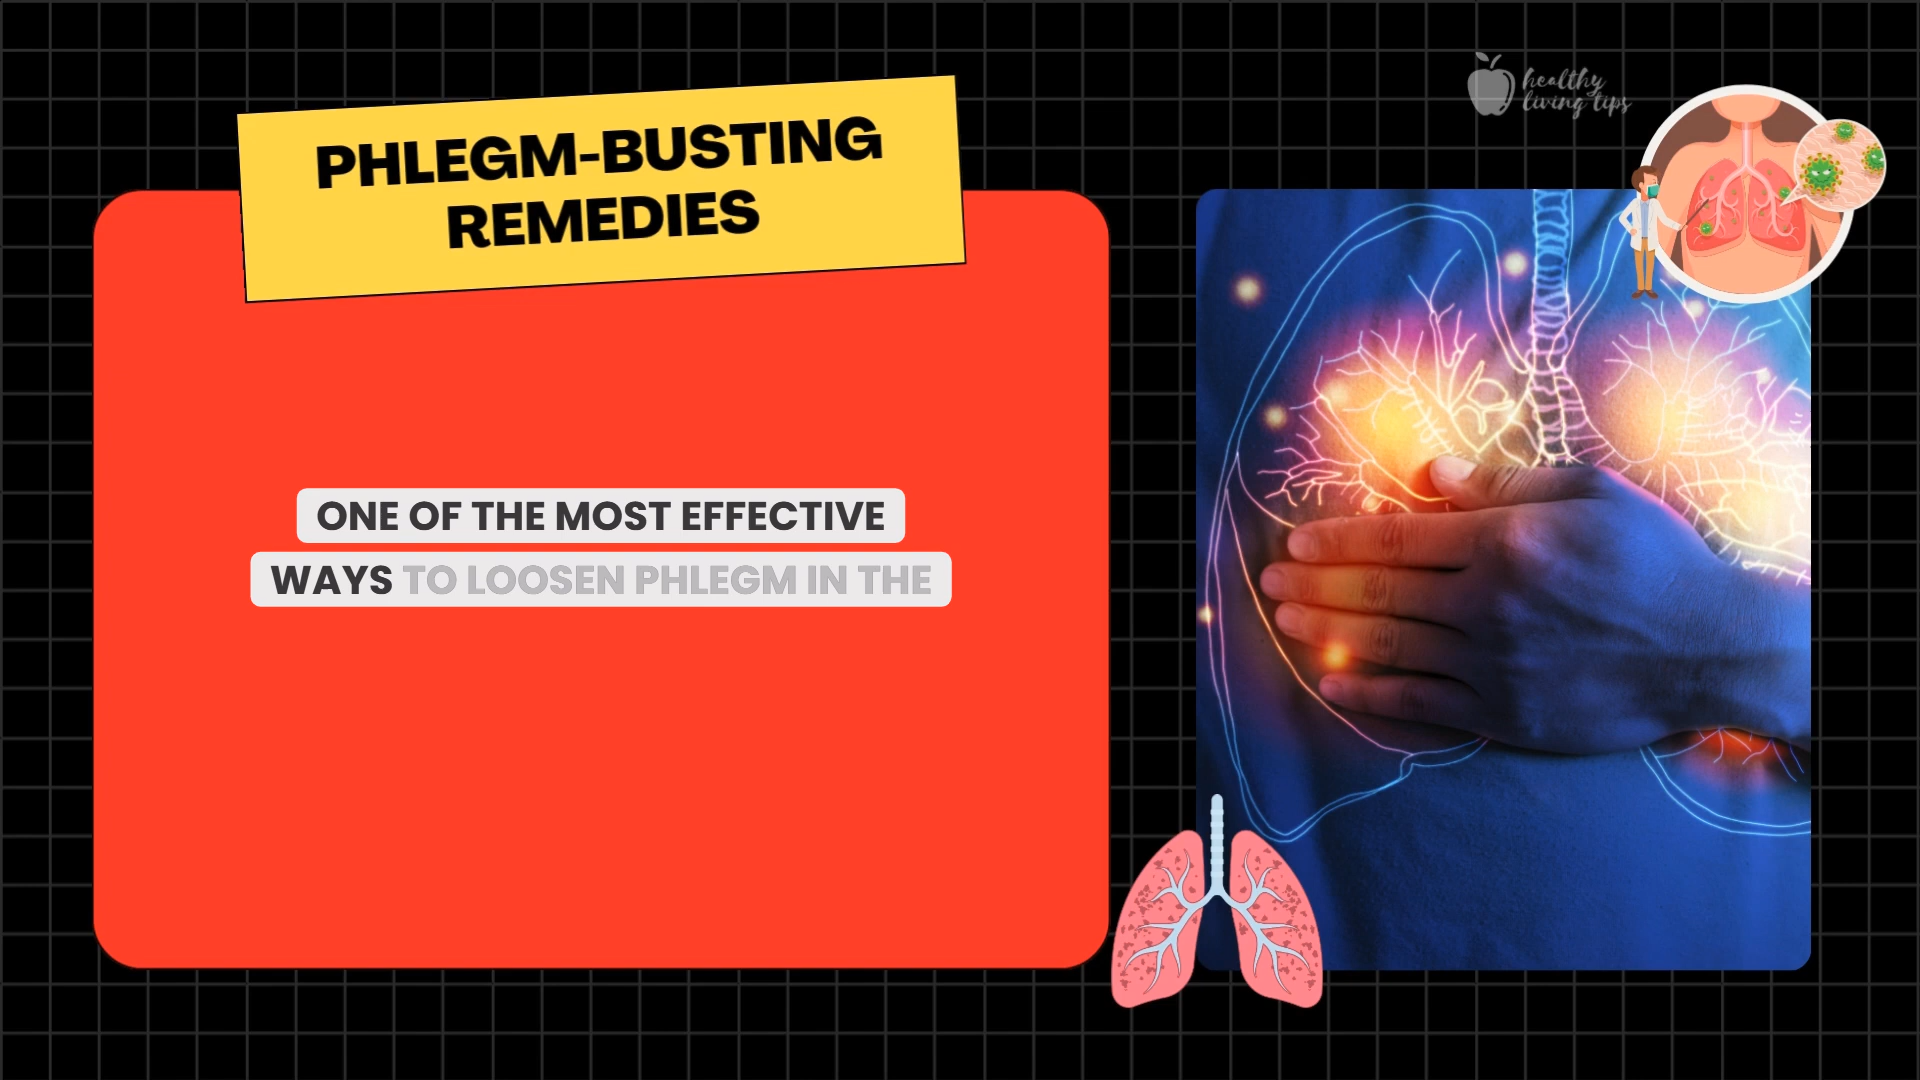 healthy
living tips
PHLEGM-BUSTING
REMEDIES
ONE OF THE MOST EFFECTIVE
WAYS TO LOOSEN PHLEGM IN THE